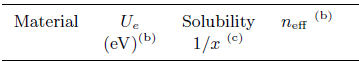 Material U_e Solubility n_eff (b)
(eV)(b) 1/x (c)